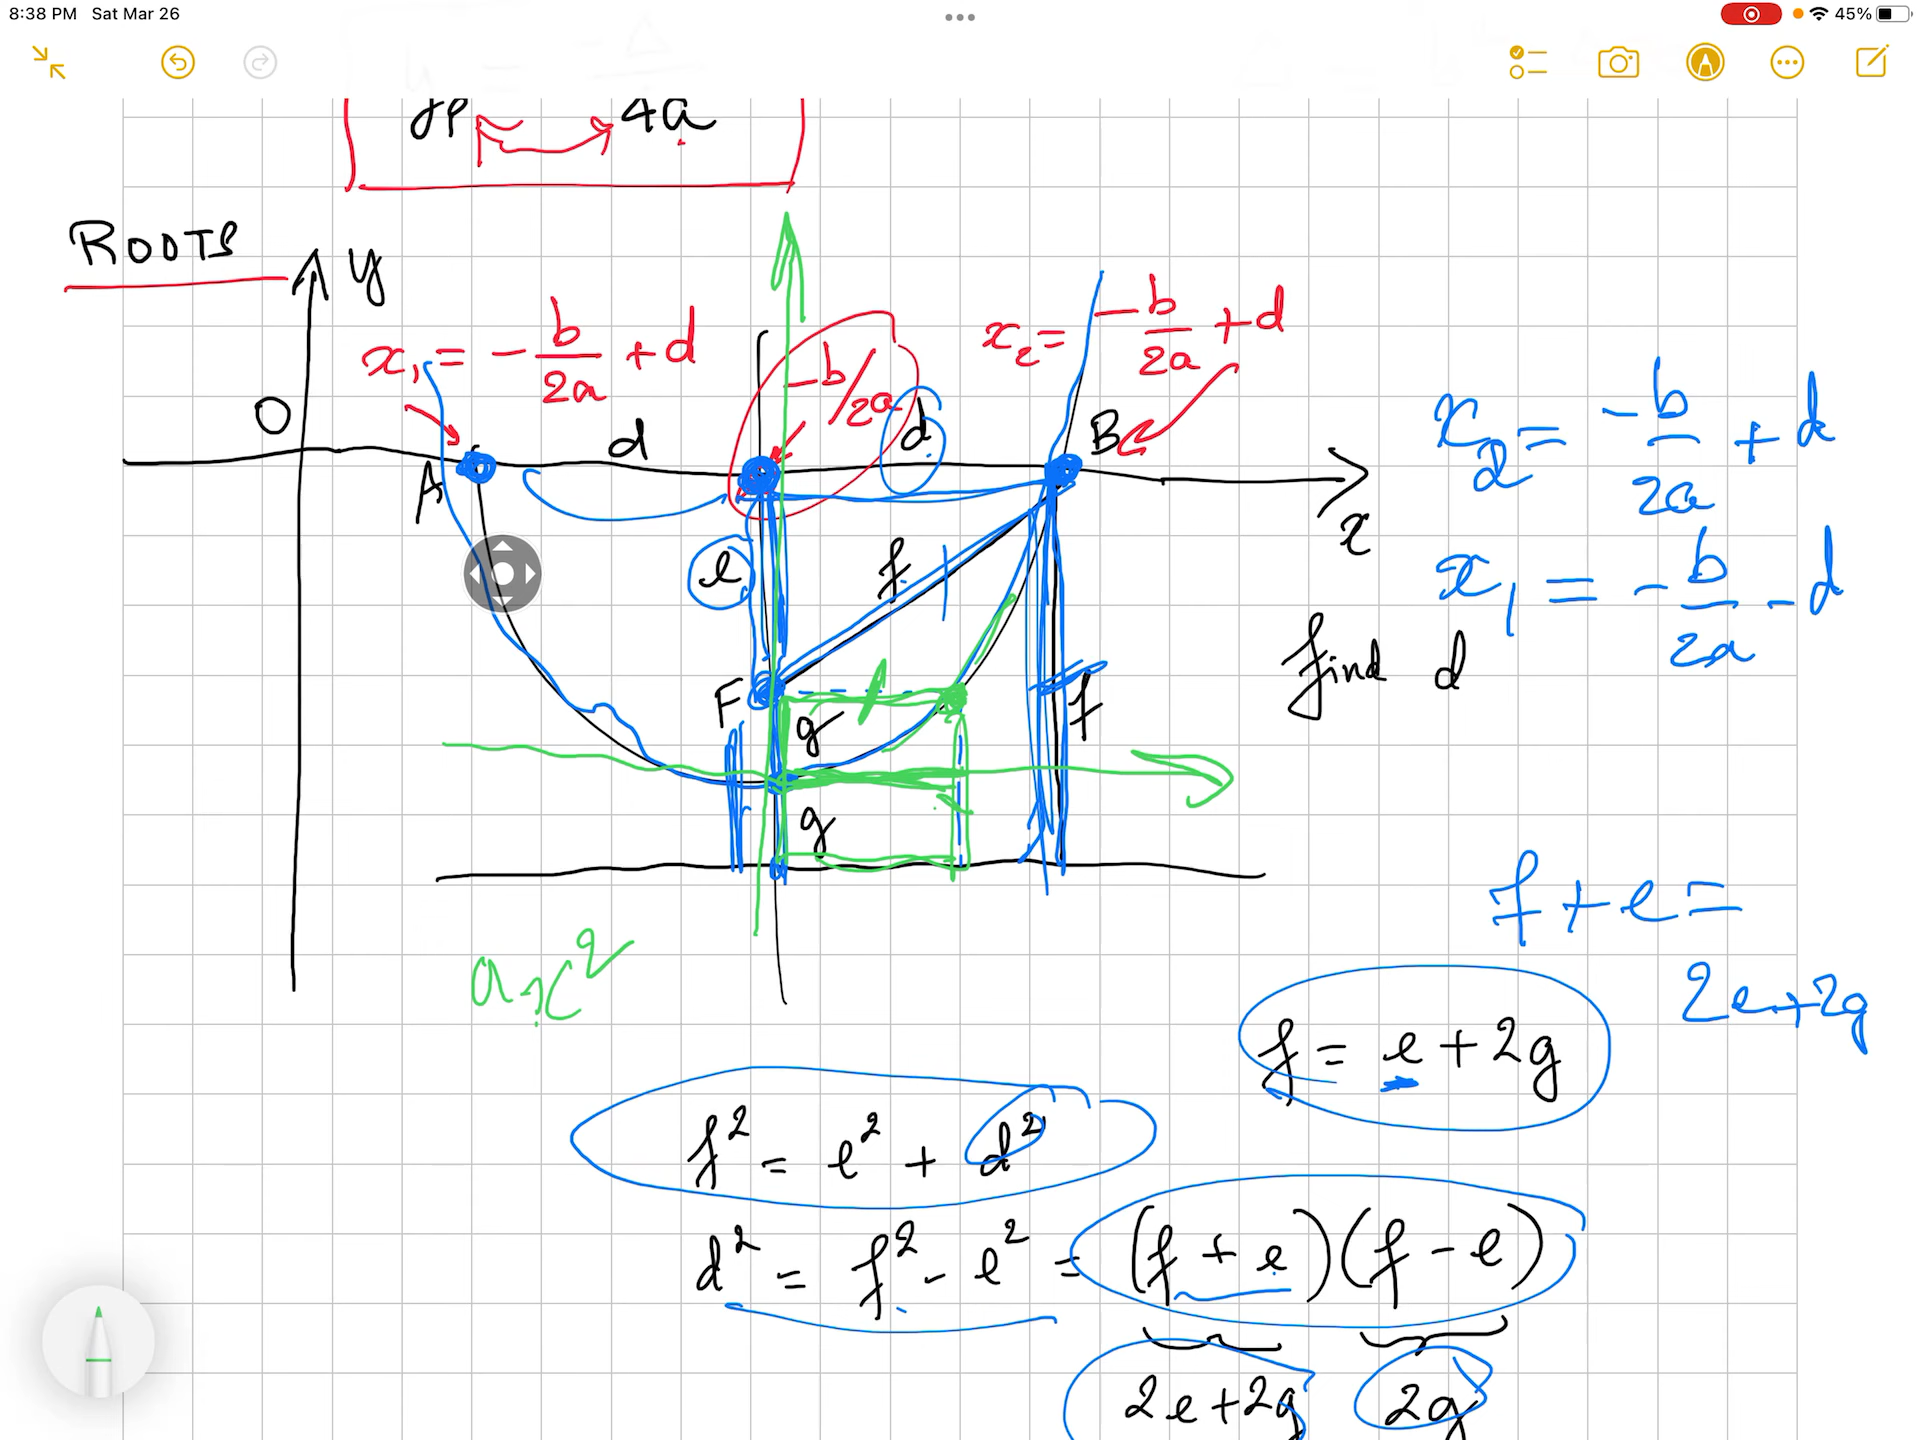 8:38 PM Sat Mar 26
45%
4a
ROOTS
y
x₁ = -b/2a + d
-b/2a
x₂ = -b/2a + d
O
A
d
d
B
x
x₂ = -b/2a + d
x₁ = -b/2a - d
e
f
find d
F
g
f
g
ax²
f + e =
2e + 2g
f = e + 2g
f² = e² + d²
d² = f² - e² = (f + e)(f - e)
2e + 2g
2g